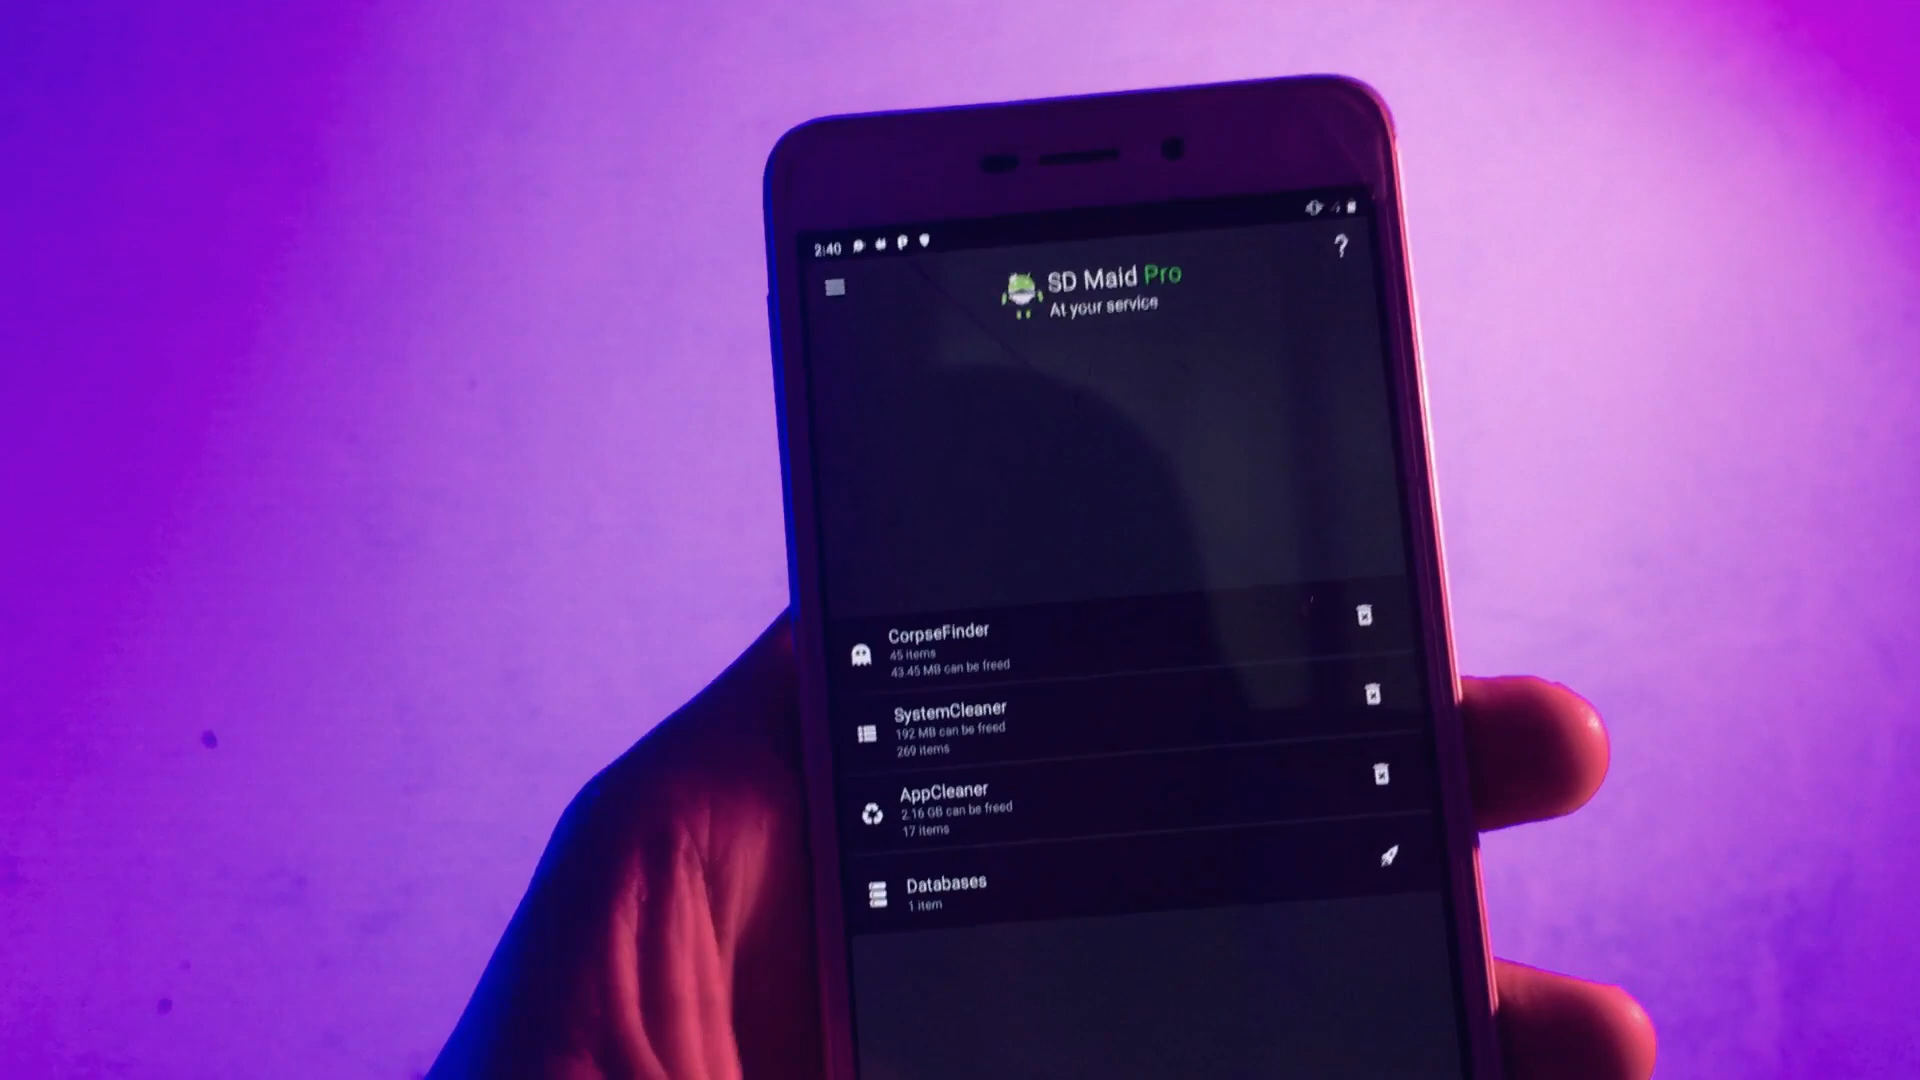 2:40
?
SD Maid Pro
At your service
CorpseFinder
45 items
43.45 MB can be freed
SystemCleaner
192 MB can be freed
269 items
AppCleaner
2.16 GB can be freed
17 items
Databases
1 item